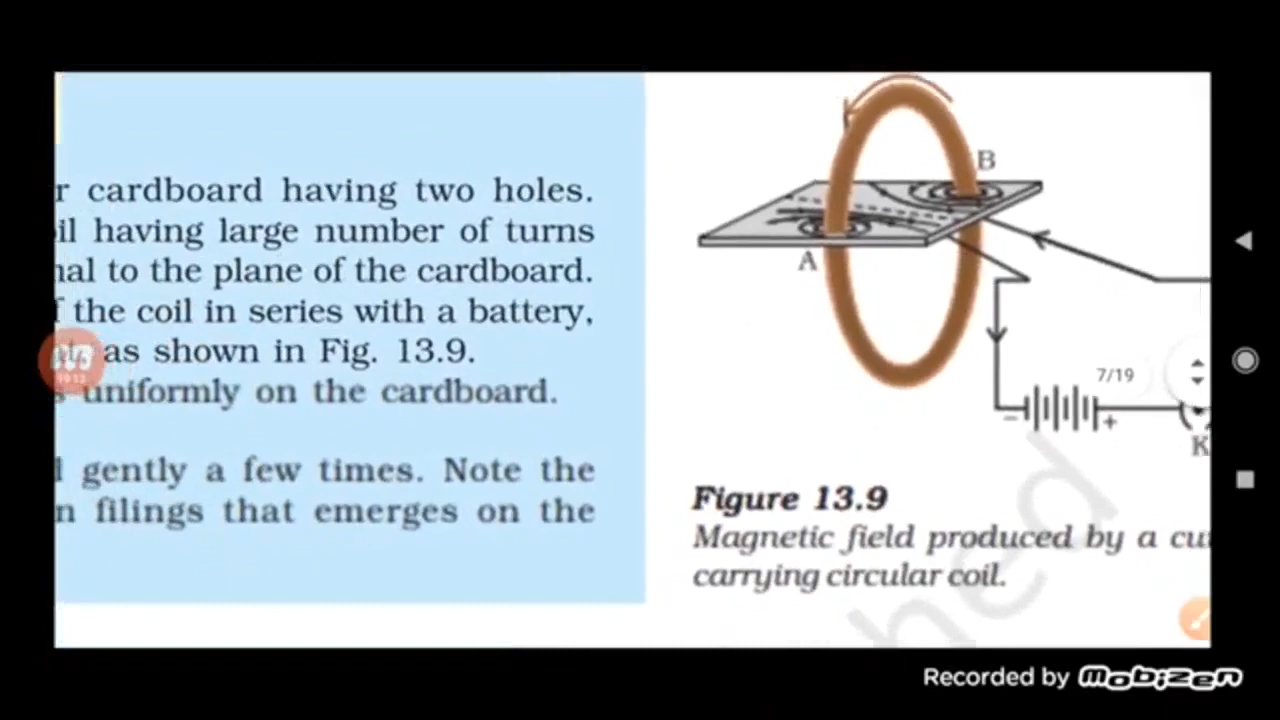 r cardboard having two holes.
il having large number of turns
nal to the plane of the cardboard.
f the coil in series with a battery,
as shown in Fig. 13.9.
s uniformly on the cardboard.
l gently a few times. Note the
n filings that emerges on the
B
A
7/19
− +
K
Figure 13.9
Magnetic field produced by a cu
carrying circular coil.
hed
Recorded by Mobizen